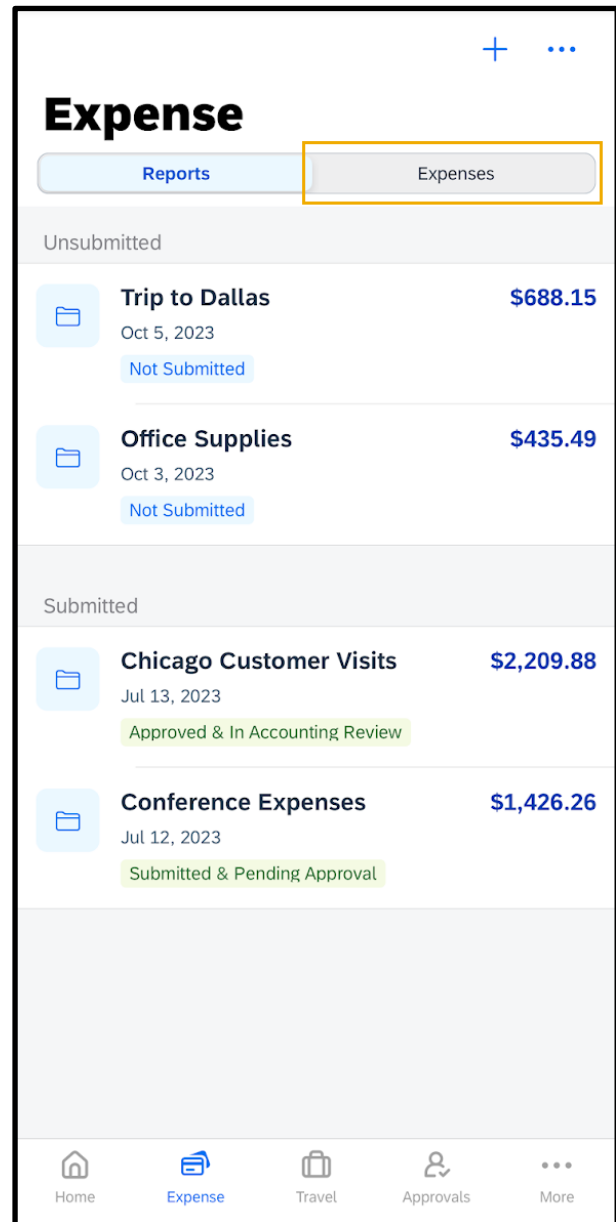 Expense
Reports
Expenses
Unsubmitted
Trip to Dallas
$688.15
Oct 5, 2023
Not Submitted
Office Supplies
$435.49
Oct 3, 2023
Not Submitted
Submitted
Chicago Customer Visits
$2,209.88
Jul 13, 2023
Approved & In Accounting Review
Conference Expenses
$1,426.26
Jul 12, 2023
Submitted & Pending Approval
Home
Expense
Travel
Approvals
More